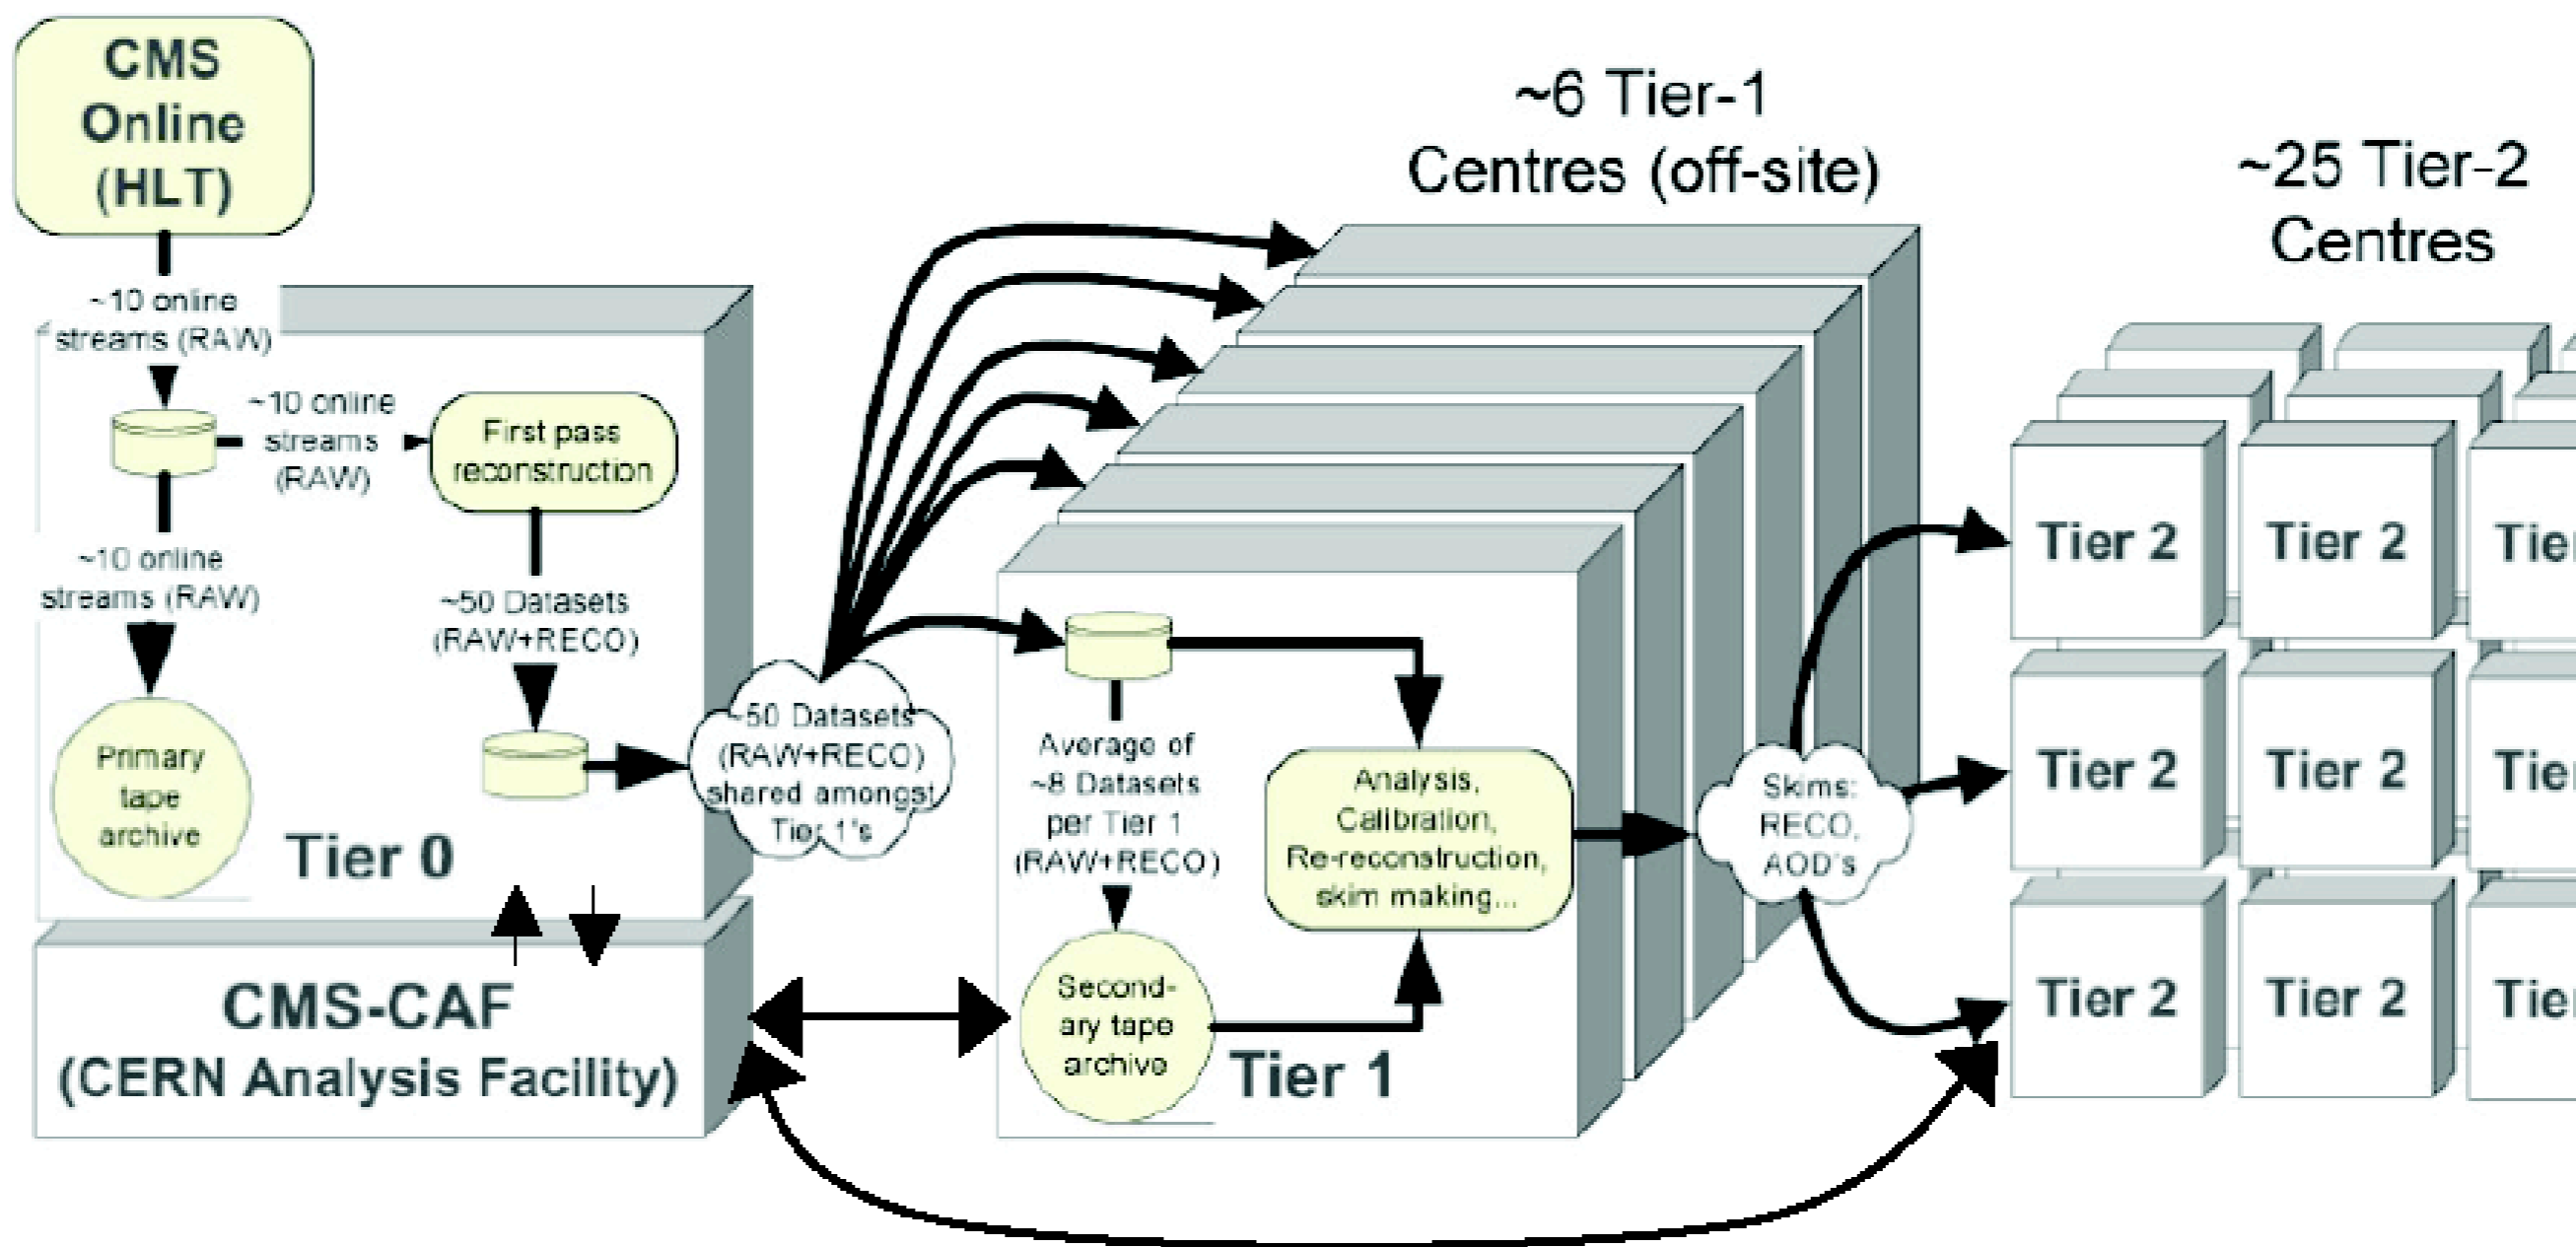 CMS
Online
(HLT)
~10 online
streams (RAW)
~10 online
streams
(RAW)
First pass
reconstruction
~10 online
streams (RAW)
~50 Datasets
(RAW+RECO)
Primary
tape
archive
Tier 0
~50 Datasets
(RAW+RECO)
shared amongst
Tier 1's
CMS-CAF
(CERN Analysis Facility)
~6 Tier-1
Centres (off-site)
Average of
~8 Datasets
per Tier 1
(RAW+RECO)
Analysis,
Calibration,
Re-reconstruction,
skim making...
Second-
ary tape
archive
Tier 1
Skims:
RECO,
AOD's
~25 Tier-2
Centres
Tier 2
Tier 2
Tie
Tier 2
Tier 2
Tie
Tier 2
Tier 2
Tie